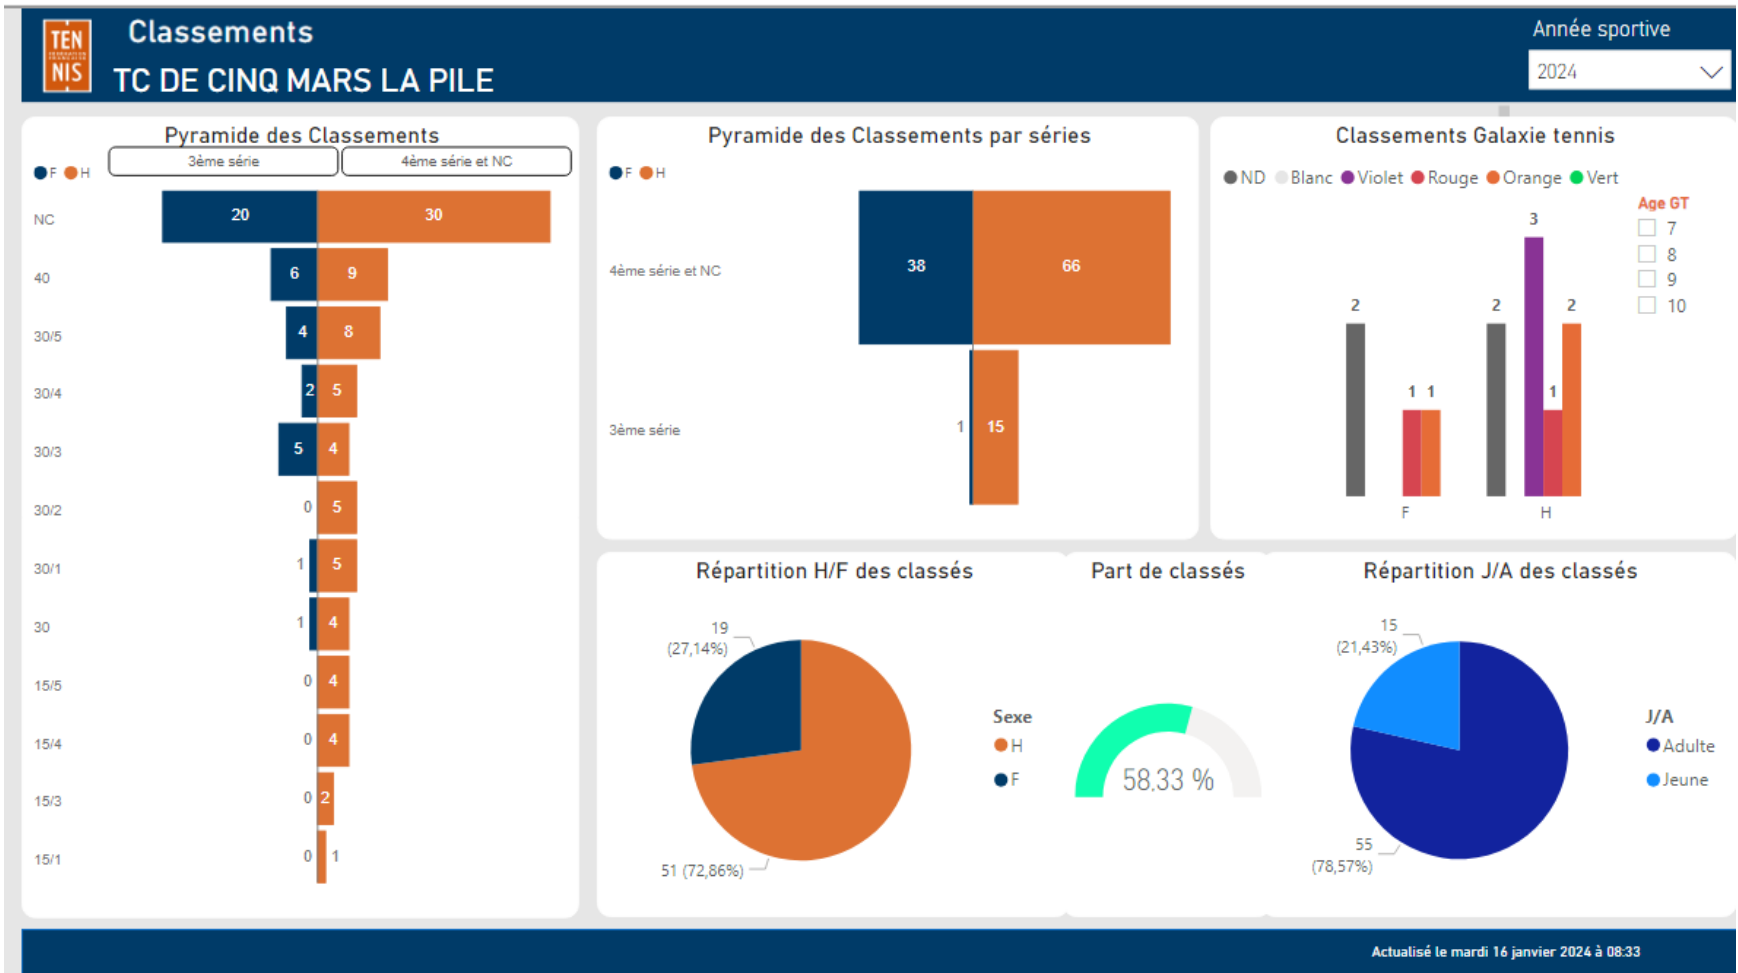 TEN
NIS
Classements
TC DE CINQ MARS LA PILE
Année sportive
2024
Pyramide des Classements
3ème série
4ème série et NC
F
H
NC
20
30
40
6
9
30/5
4
8
30/4
2
5
30/3
5
4
30/2
0
5
30/1
1
5
30
1
4
15/5
0
4
15/4
0
4
15/3
0
2
15/1
0
1
Pyramide des Classements par séries
F
H
4ème série et NC
38
66
3ème série
1
15
Classements Galaxie tennis
ND
Blanc
Violet
Rouge
Orange
Vert
Age GT
7
8
9
10
2
1
1
2
3
1
2
F
H
Répartition H/F des classés
19
(27,14%)
51 (72,86%)
Sexe
H
F
Part de classés
58,33 %
Répartition J/A des classés
15
(21,43%)
55
(78,57%)
J/A
Adulte
Jeune
Actualisé le mardi 16 janvier 2024 à 08:33